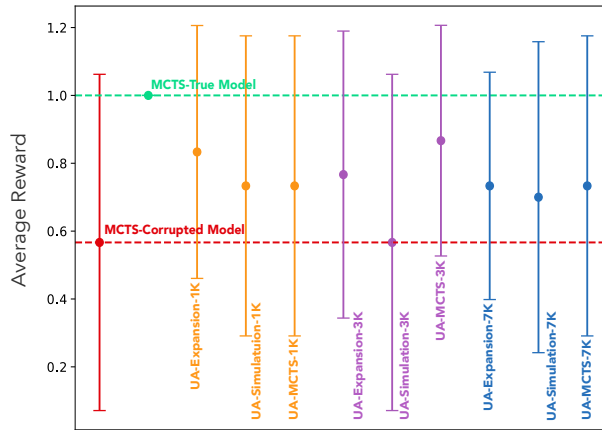 1.2
1.0
0.8
0.6
0.4
0.2
Average Reward
MCTS-True Model
MCTS-Corrupted Model
UA-Expansion-1K
UA-Simulatuion-1K
UA-MCTS-1K
UA-Expansion-3K
UA-Simulation-3K
UA-MCTS-3K
UA-Expansion-7K
UA-Simulation-7K
UA-MCTS-7K